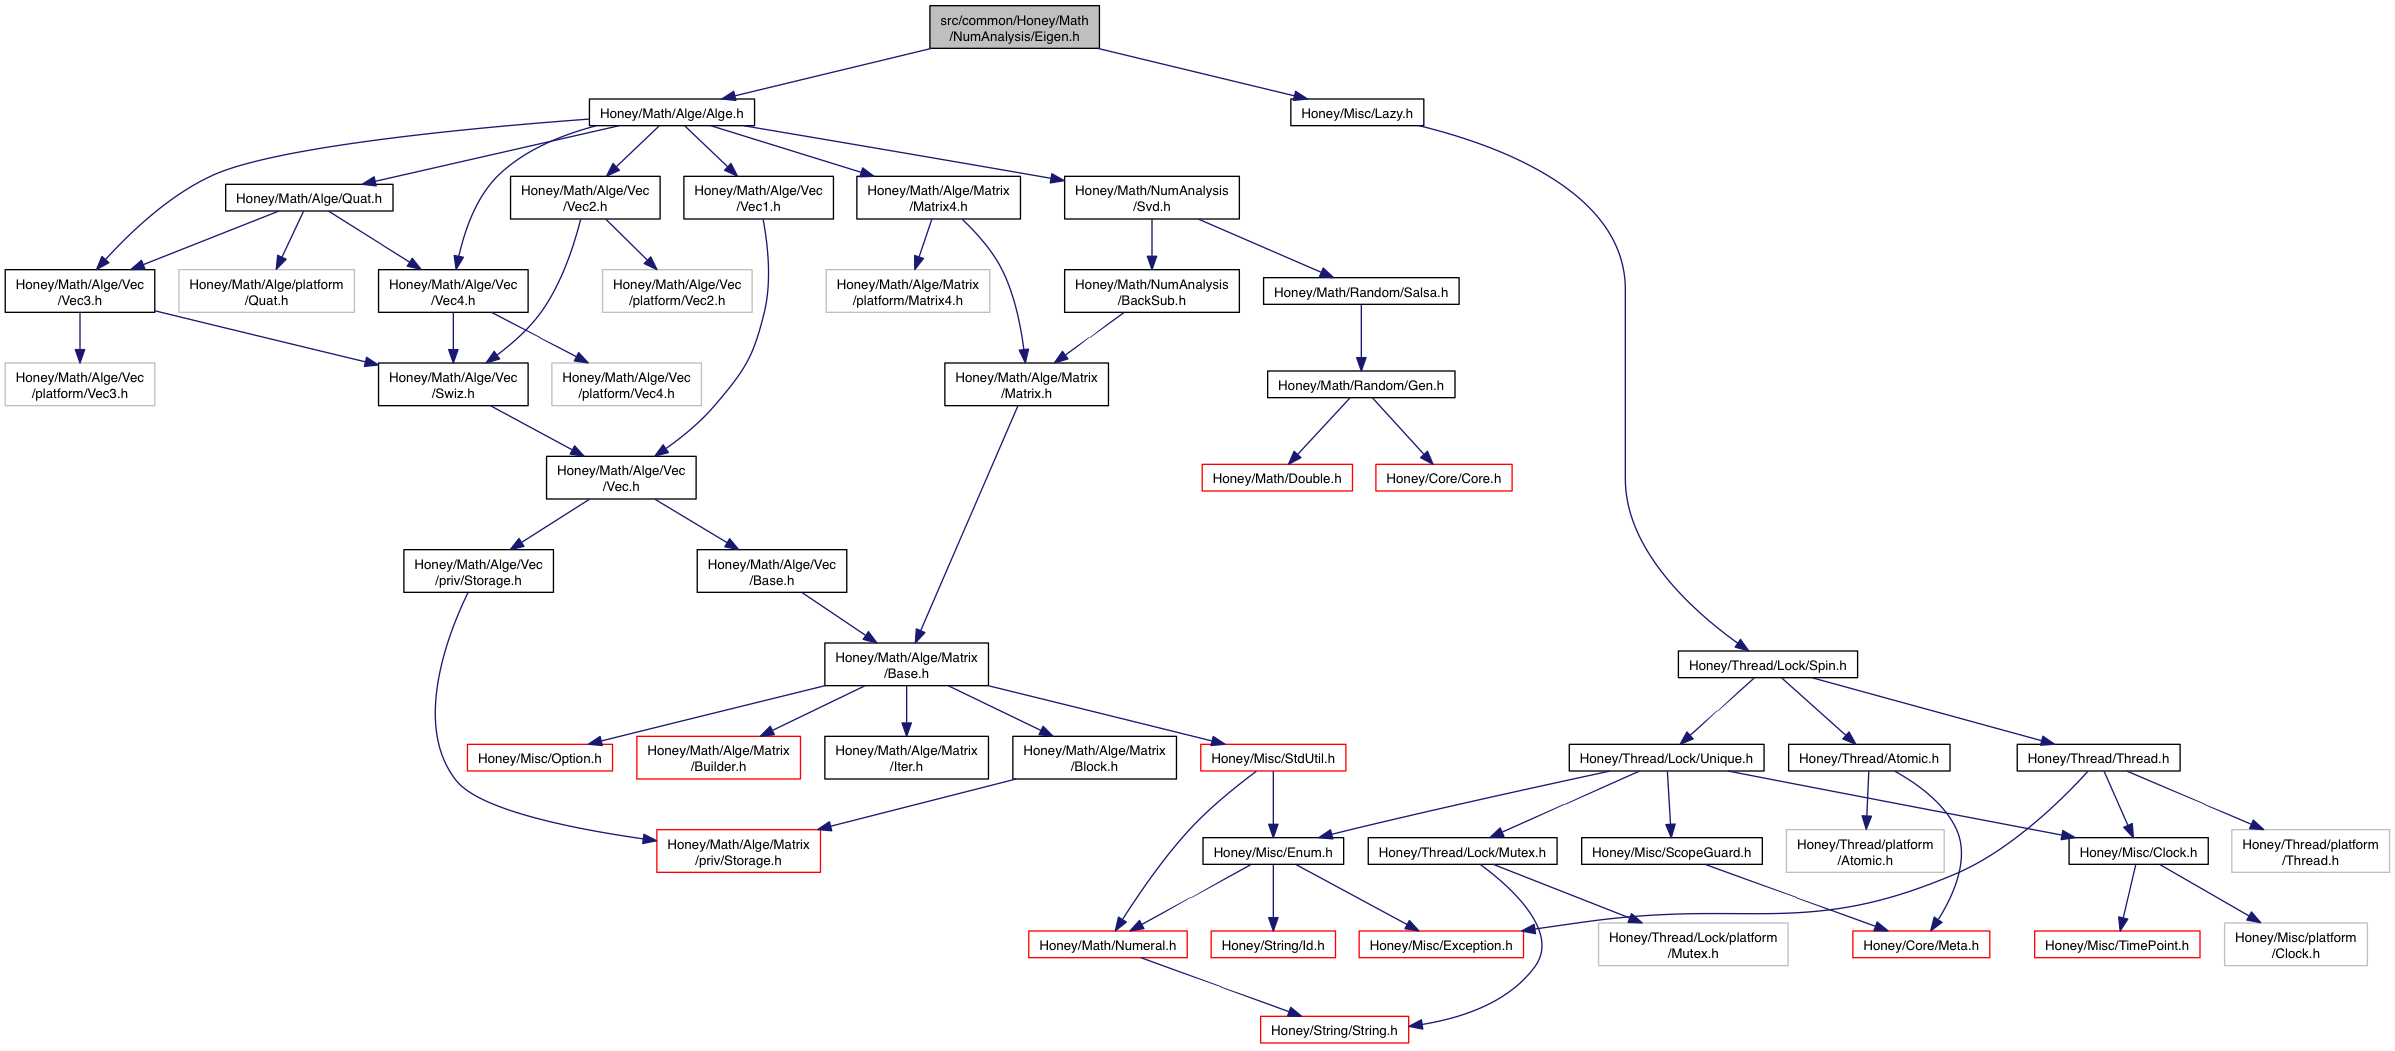 src/common/Honey/Math
/NumAnalysis/Eigen.h
Honey/Math/Alge/Alge.h
Honey/Misc/Lazy.h
Honey/Math/Alge/Quat.h
Honey/Math/Alge/Vec
/Vec2.h
Honey/Math/Alge/Vec
/Vec1.h
Honey/Math/Alge/Matrix
/Matrix4.h
Honey/Math/NumAnalysis
/Svd.h
Honey/Math/Alge/Vec
/Vec3.h
Honey/Math/Alge/platform
/Quat.h
Honey/Math/Alge/Vec
/Vec4.h
Honey/Math/Alge/Vec
/platform/Vec2.h
Honey/Math/Alge/Matrix
/platform/Matrix4.h
Honey/Math/NumAnalysis
/BackSub.h
Honey/Math/Random/Salsa.h
Honey/Math/Alge/Vec
/platform/Vec3.h
Honey/Math/Alge/Vec
/Swiz.h
Honey/Math/Alge/Vec
/platform/Vec4.h
Honey/Math/Alge/Matrix
/Matrix.h
Honey/Math/Random/Gen.h
Honey/Math/Alge/Vec
/Vec.h
Honey/Math/Double.h
Honey/Core/Core.h
Honey/Math/Alge/Vec
/priv/Storage.h
Honey/Math/Alge/Vec
/Base.h
Honey/Math/Alge/Matrix
/Base.h
Honey/Thread/Lock/Spin.h
Honey/Misc/Option.h
Honey/Math/Alge/Matrix
/Builder.h
Honey/Math/Alge/Matrix
/Iter.h
Honey/Math/Alge/Matrix
/Block.h
Honey/Misc/StdUtil.h
Honey/Thread/Lock/Unique.h
Honey/Thread/Atomic.h
Honey/Thread/Thread.h
Honey/Math/Alge/Matrix
/priv/Storage.h
Honey/Misc/Enum.h
Honey/Thread/Lock/Mutex.h
Honey/Misc/ScopeGuard.h
Honey/Thread/platform
/Atomic.h
Honey/Misc/Clock.h
Honey/Thread/platform
/Thread.h
Honey/Math/Numeral.h
Honey/String/Id.h
Honey/Misc/Exception.h
Honey/Thread/Lock/platform
/Mutex.h
Honey/Core/Meta.h
Honey/Misc/TimePoint.h
Honey/Misc/platform
/Clock.h
Honey/String/String.h